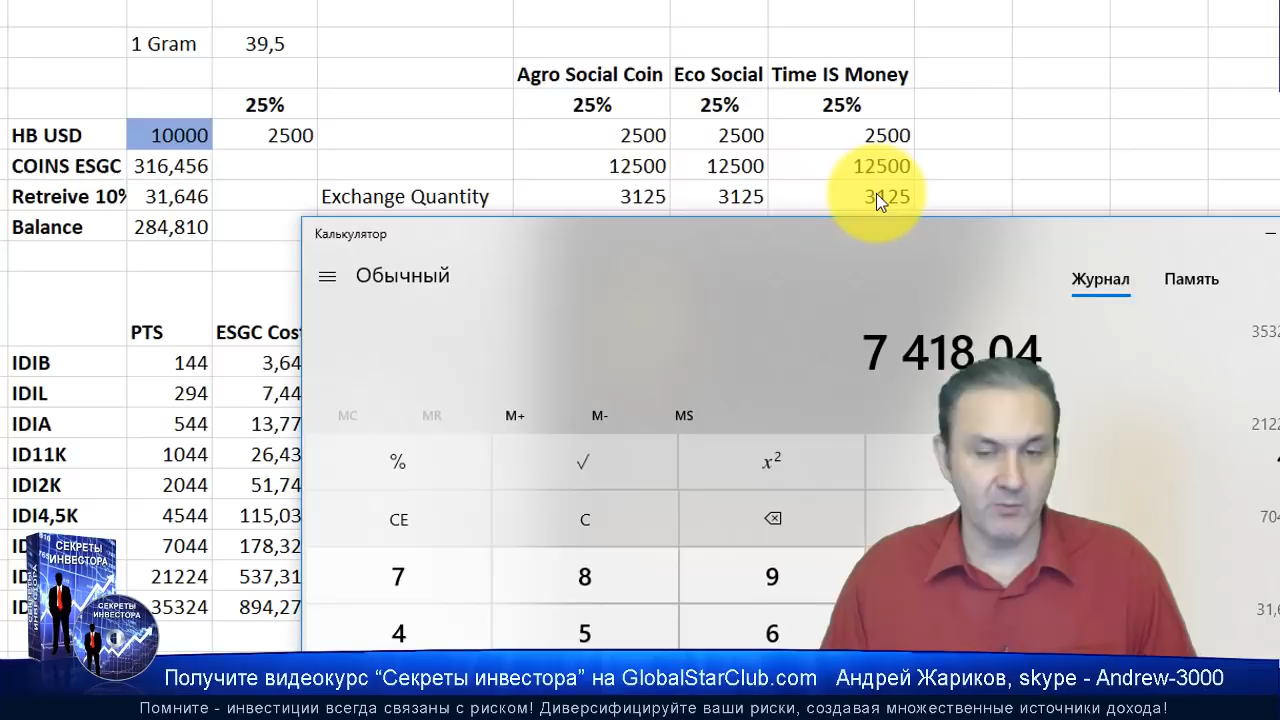 1 Gram 39,5
Agro Social Coin Eco Social Time IS Money
25% 25% 25% 25%
HB USD 10000 2500 2500 2500 2500
COINS ESGC 316,456 12500 12500 12500
Retreive 10% 31,646 Exchange Quantity 3125 3125 3125
Balance 284,810
Калькулятор
Обычный
Журнал Память
PTS ESGC Cos
7 418,04
IDIB 144 3,64
IDIL 294 7,44
IDIA 544 13,77
ID11K 1044 26,43
IDI2K 2044 51,74
IDI4,5K 4544 115,03
7044 178,32
21224 537,31
35324 894,27
MC MR M+ M- MS
% √ x²
CE C
7 8 9
4 5 6
3532
2122
704
31,6
СЕКРЕТЫ
ИНВЕСТОРА
СЕКРЕТЫ
ИНВЕСТОРА
Получите видеокурс “Секреты инвестора” на GlobalStarClub.com Андрей Жариков, skype - Andrew-3000
Помните - инвестиции всегда связаны с риском! Диверсифицируйте ваши риски, создавая множественные источники дохода!